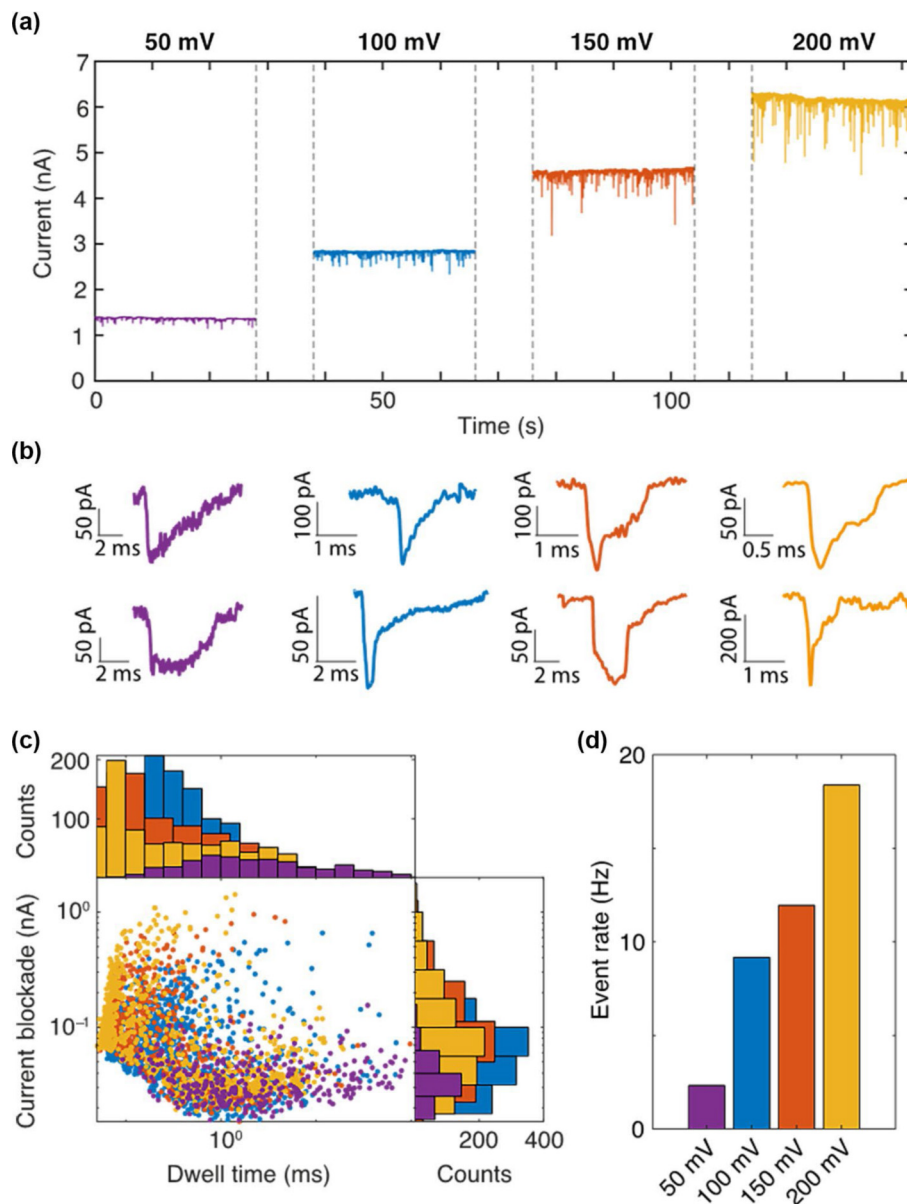 (a)
50 mV 100 mV 150 mV 200 mV
7
6
5
4
3
2
1
0
Current (nA)
0 50 100
Time (s)
(b)
50 pA
2 ms
100 pA
1 ms
100 pA
1 ms
50 pA
0.5 ms
50 pA
2 ms
50 pA
2 ms
50 pA
2 ms
200 pA
1 ms
(c)
200
100
Counts
10⁰
10⁻¹
Current blockade (nA)
10⁰
Dwell time (ms)
200 400
Counts
(d)
20
10
0
Event rate (Hz)
50 mV
100 mV
150 mV
200 mV